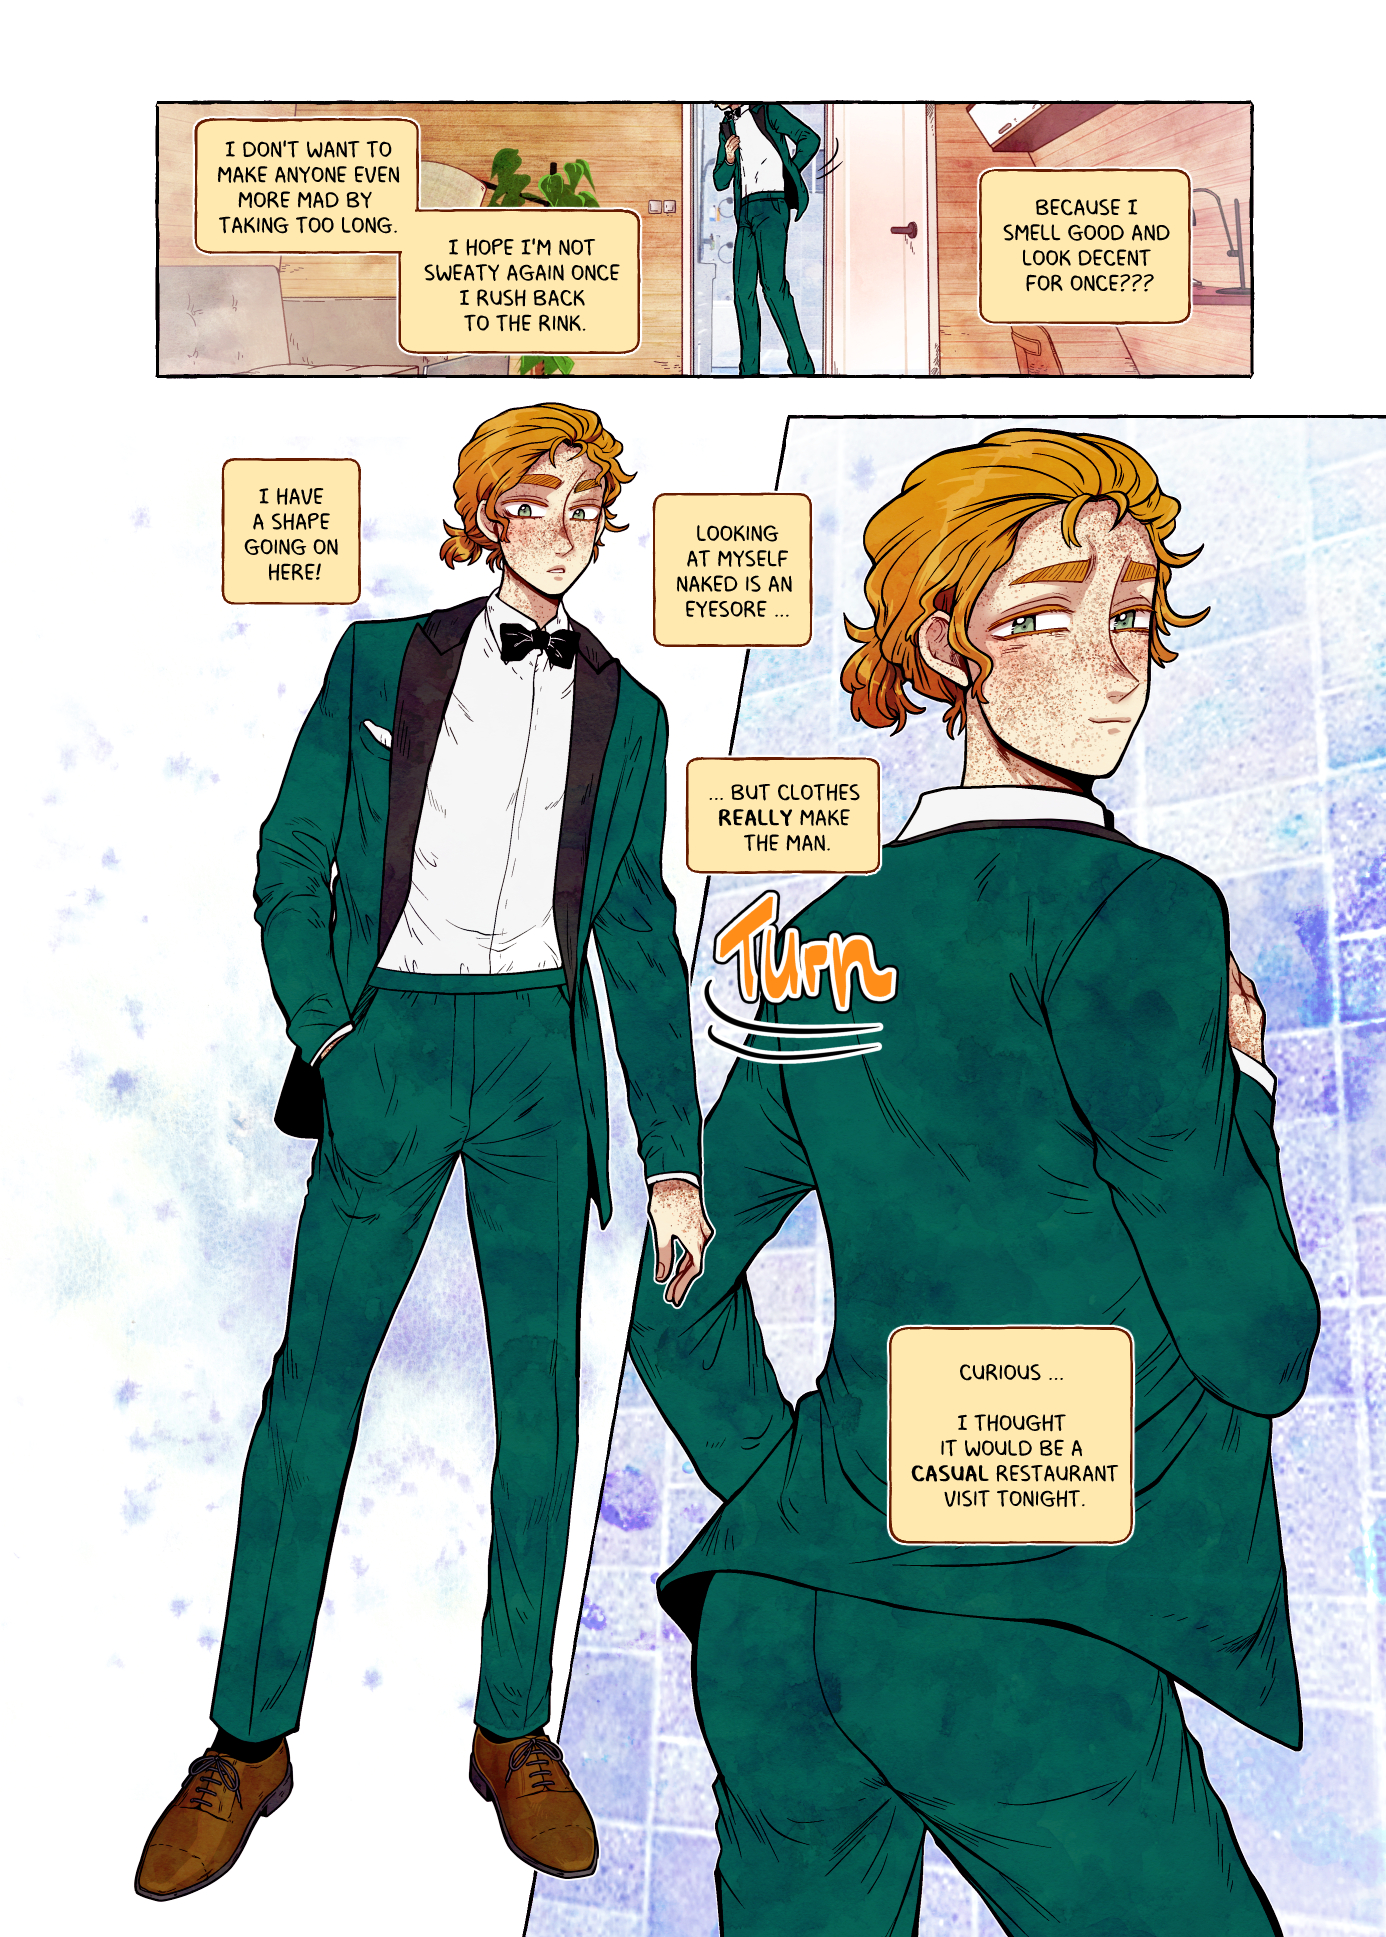 I DON'T WANT TO
MAKE ANYONE EVEN
MORE MAD BY
TAKING TOO LONG.
I HOPE I'M NOT
SWEATY AGAIN ONCE
I RUSH BACK
TO THE RINK.
BECAUSE I
SMELL GOOD AND
LOOK DECENT
FOR ONCE???
I HAVE
A SHAPE
GOING ON
HERE!
LOOKING
AT MYSELF
NAKED IS AN
EYESORE ...
... BUT CLOTHES
REALLY MAKE
THE MAN.
Turn
CURIOUS ...
I THOUGHT
IT WOULD BE A
CASUAL RESTAURANT
VISIT TONIGHT.